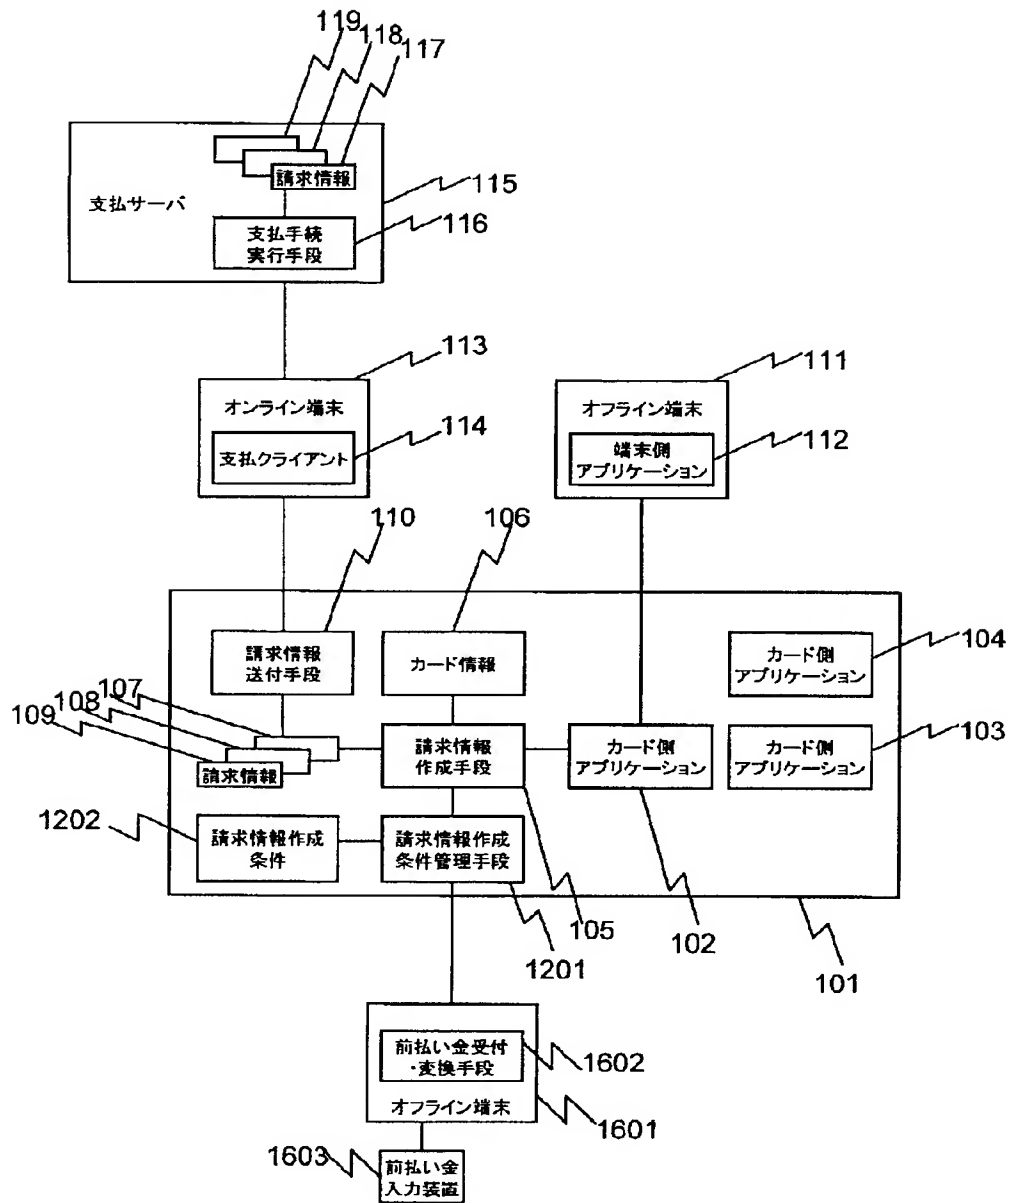 119
118
117
請求情報
支払サーバ
115
支払手続
実行手段
116
113
オンライン端末
114
支払クライアント
111
オフライン端末
112
端末側
アプリケーション
110
106
請求情報
送付手段
カード情報
カード側
アプリケーション
104
107
108
109
請求情報
請求情報
作成手段
カード側
アプリケーション
カード側
アプリケーション
103
1202
請求情報作成
条件
請求情報作成
条件管理手段
105
102
101
1201
前払い金受付
・変換手段
1602
オフライン端末
1601
1603
前払い金
入力装置